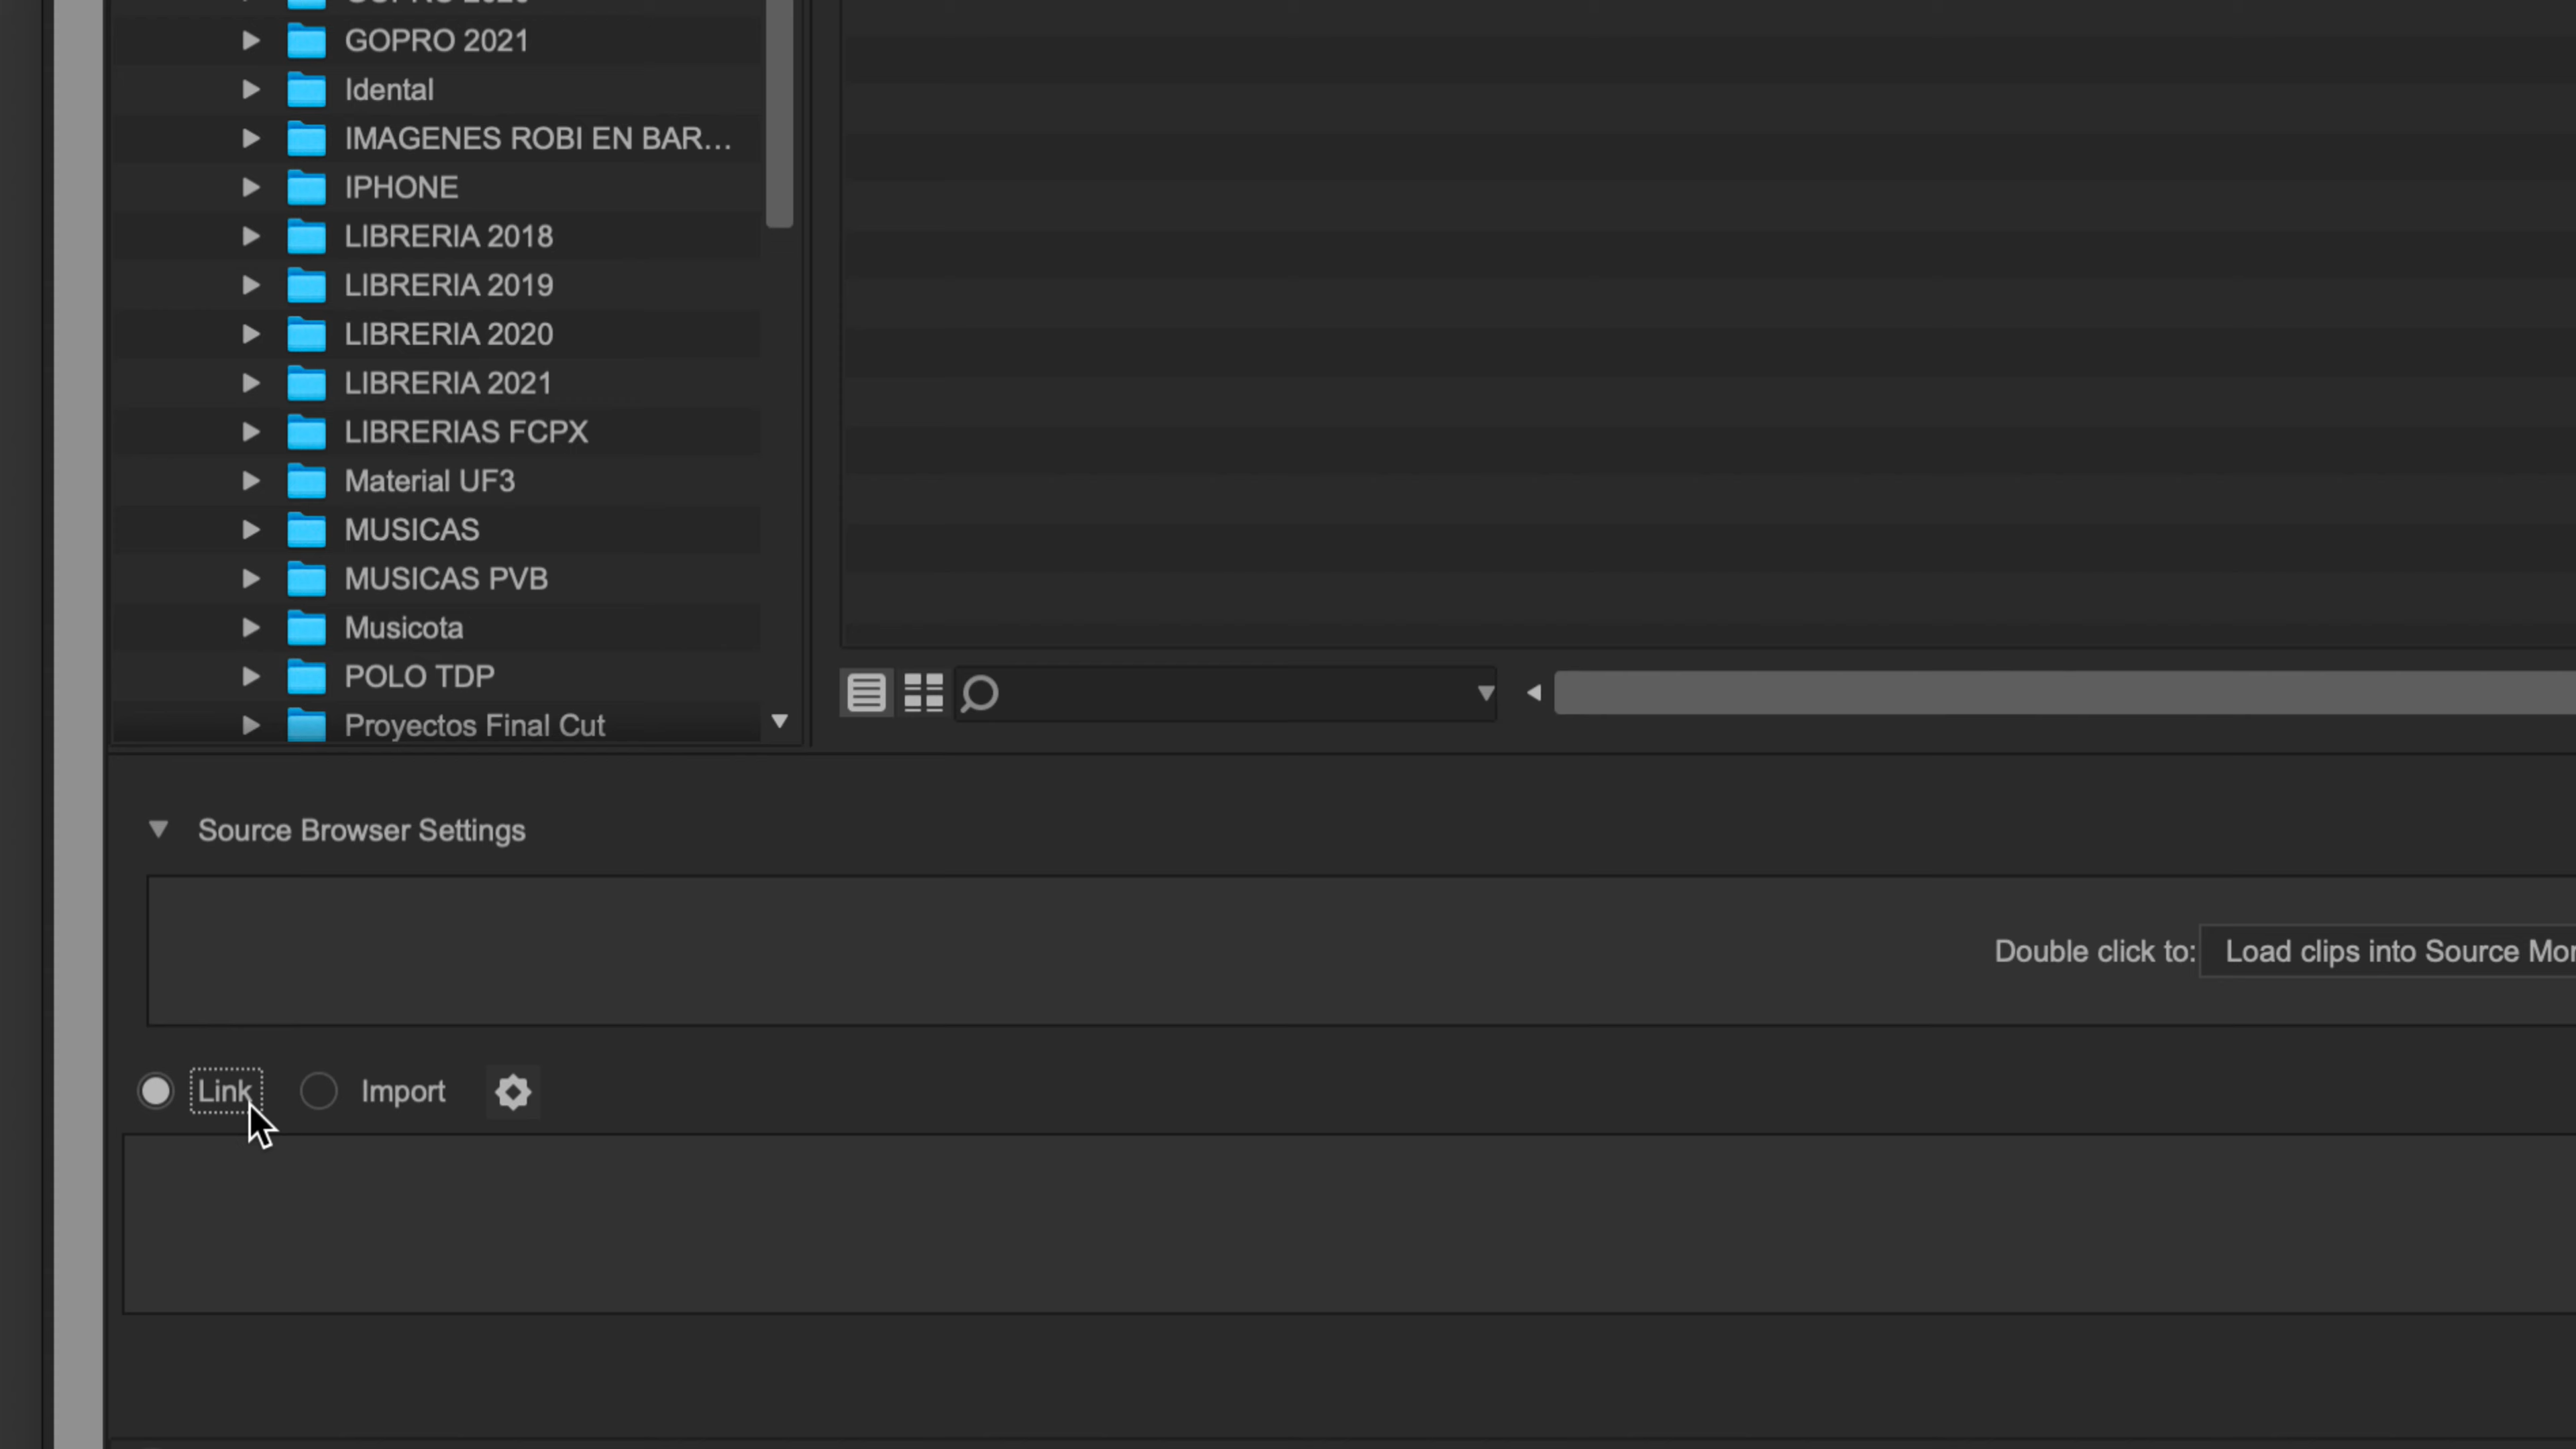 GOPRO 2021
Idental
IMAGENES ROBI EN BAR...
IPHONE
LIBRERIA 2018
LIBRERIA 2019
LIBRERIA 2020
LIBRERIA 2021
LIBRERIAS FCPX
Material UF3
MUSICAS
MUSICAS PVB
Musicota
POLO TDP
Proyectos Final Cut
Source Browser Settings
Double click to: Load clips into Source
Link Import